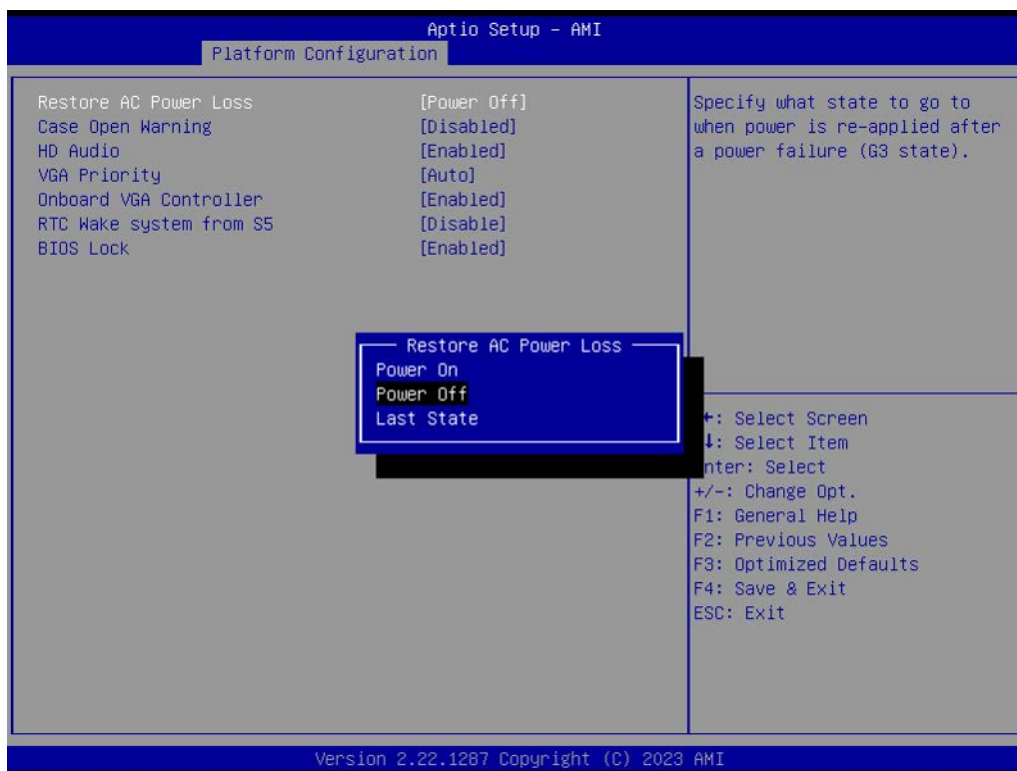 Aptio Setup – AMI
Platform Configuration
Restore AC Power Loss [Power Off]
Case Open Warning [Disabled]
HD Audio [Enabled]
VGA Priority [Auto]
Onboard VGA Controller [Enabled]
RTC Wake system from S5 [Disable]
BIOS Lock [Enabled]
Specify what state to go to
when power is re-applied after
a power failure (G3 state).
Restore AC Power Loss
Power On
Power Off
Last State
: Select Screen
: Select Item
nter: Select
+/-: Change Opt.
F1: General Help
F2: Previous Values
F3: Optimized Defaults
F4: Save & Exit
ESC: Exit
Version 2.22.1287 Copyright (C) 2023 AMI